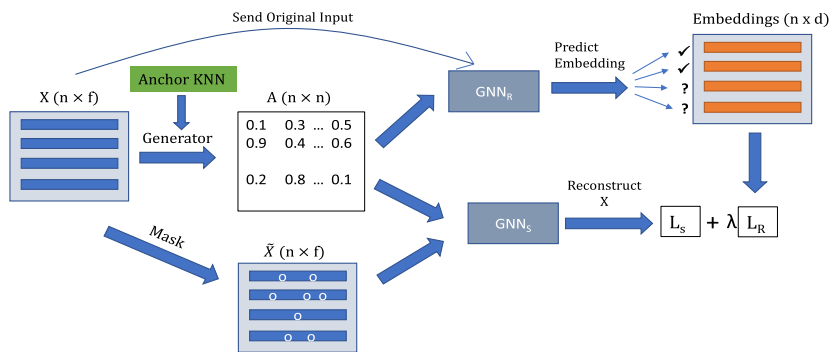 Send Original Input
Embeddings (n x d)
Anchor KNN
Predict
Embedding
✓
✓
?
?
X (n × f)
A (n × n)
GNN_R
Generator
0.1 0.3 ... 0.5
0.9 0.4 ... 0.6
0.2 0.8 ... 0.1
Reconstruct
X
GNN_S
L_s + λ L_R
Mask
X̃ (n × f)
o o
o o o
o
o o